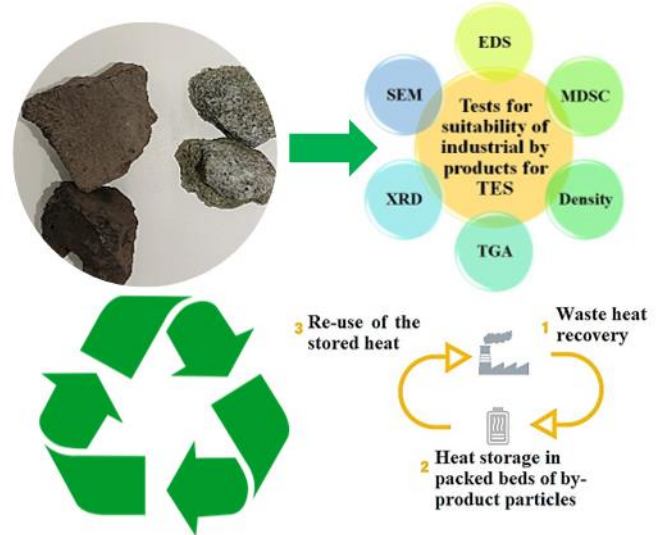 EDS
SEM
MDSC
Tests for
suitability of
industrial by
products for
TES
XRD
Density
TGA
3 Re-use of the
stored heat
1 Waste heat
recovery
2 Heat storage in
packed beds of by-
product particles